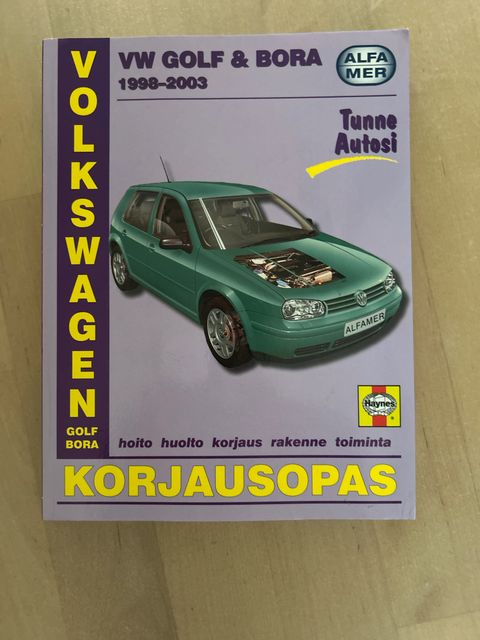 VOLKSWAGEN
GOLF
BORA
VW GOLF & BORA
1998–2003
ALFA
MER
Tunne
Autosi
ALFAMER
Haynes
hoito huolto korjaus rakenne toiminta
KORJAUSOPAS